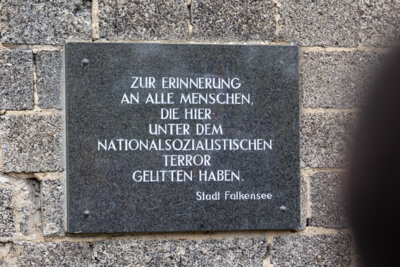 ZUR ERINNERUNG
AN ALLE MENSCHEN,
DIE HIER
UNTER DEM
NATIONALSOZIALISTISCHEN
TERROR
GELITTEN HABEN.
Stadt Falkensee